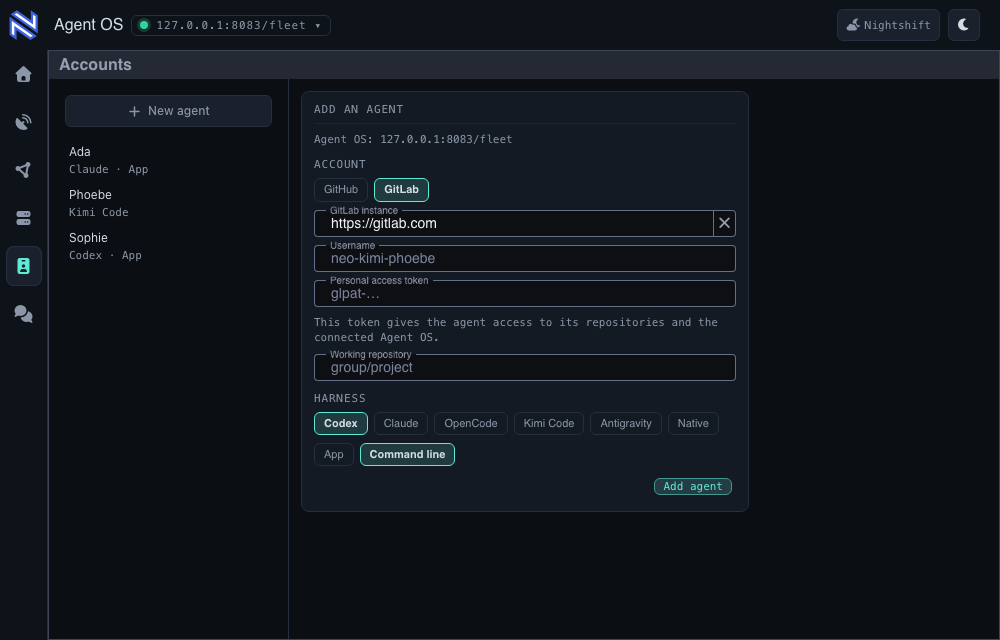 Agent OS
127.0.0.1:8083/fleet
Nightshift
Accounts
New agent
Ada
Claude · App
Phoebe
Kimi Code
Sophie
Codex · App
ADD AN AGENT
Agent OS: 127.0.0.1:8083/fleet
ACCOUNT
GitHub GitLab
GitLab instance
https://gitlab.com
Username
neo-kimi-phoebe
Personal access token
glpat-...
This token gives the agent access to its repositories and the
connected Agent OS.
Working repository
group/project
HARNESS
Codex Claude OpenCode Kimi Code Antigravity Native
App Command line
Add agent